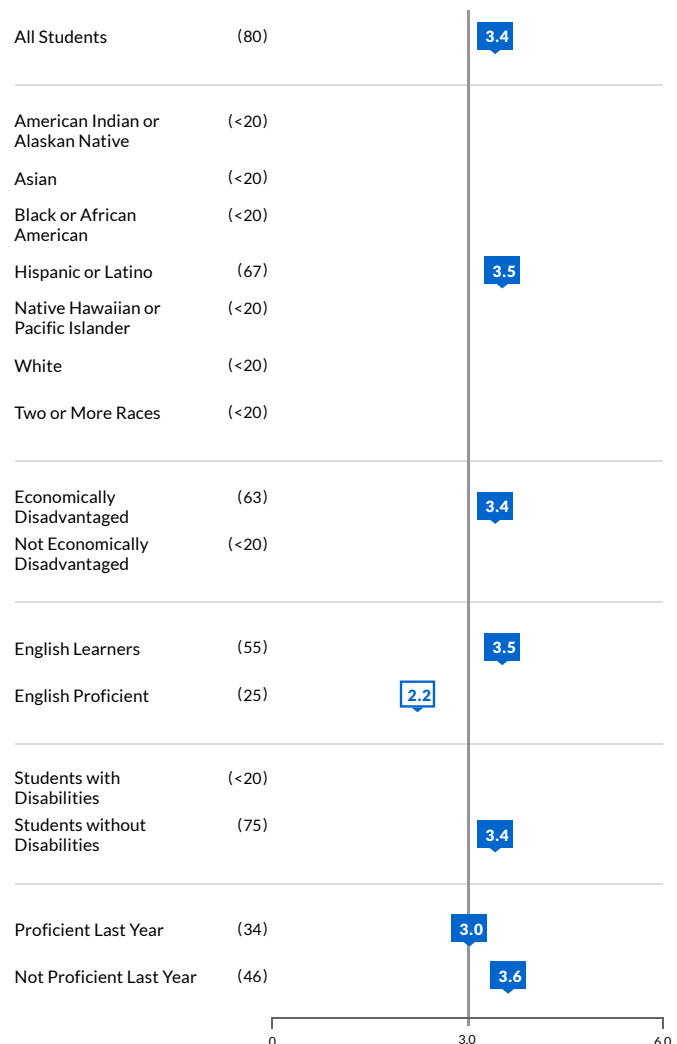 All Students (80) 3.4
American Indian or (<20)
Alaskan Native
Asian (<20)
Black or African (<20)
American
Hispanic or Latino (67) 3.5
Native Hawaiian or (<20)
Pacific Islander
White (<20)
Two or More Races (<20)
Economically (63) 3.4
Disadvantaged
Not Economically (<20)
Disadvantaged
English Learners (55) 3.5
English Proficient (25) 2.2
Students with (<20)
Disabilities
Students without (75) 3.4
Disabilities
Proficient Last Year (34) 3.0
Not Proficient Last Year (46) 3.6
0 3.0 6.0